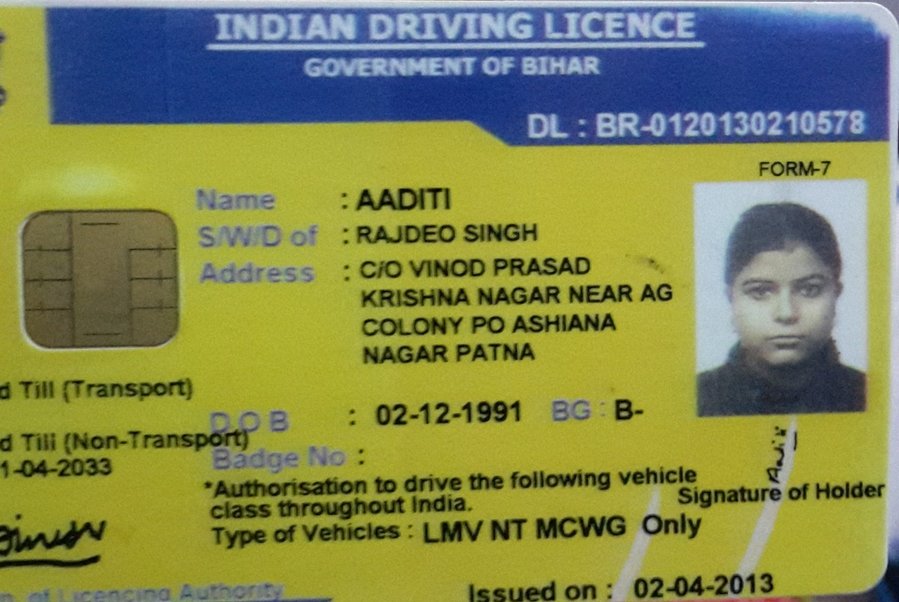 INDIAN DRIVING LICENCE
GOVERNMENT OF BIHAR
DL : BR-0120130210578
FORM-7
Name : AADITI
S/W/D of : RAJDEO SINGH
Address : C/O VINOD PRASAD
KRISHNA NAGAR NEAR AG
COLONY PO ASHIANA
NAGAR PATNA
d Till (Transport)
D O B : 02-12-1991 BG : B-
d Till (Non-Transport)
1-04-2033
Badge No :
*Authorisation to drive the following vehicle
class throughout India.
Signature of Holder
Type of Vehicles : LMV NT MCWG Only
of Licencing Authority
Issued on : 02-04-2013